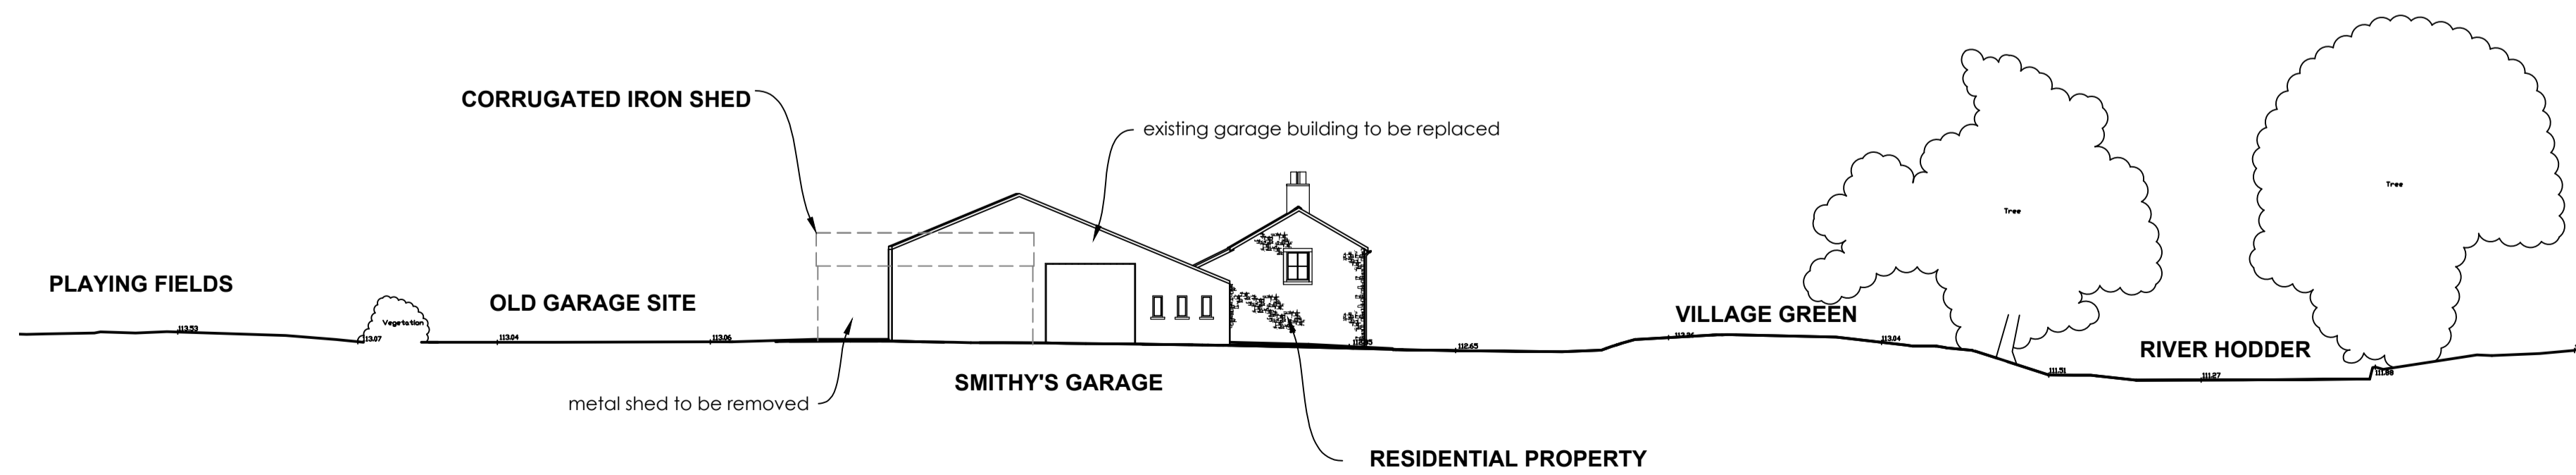 CORRUGATED IRON SHED
existing garage building to be replaced
Tree
Tree
PLAYING FIELDS
OLD GARAGE SITE
VILLAGE GREEN
Vegetation
113.53
113.07
113.04
113.06
112.65
113.04
RIVER HODDER
111.51
111.27
SMITHY'S GARAGE
metal shed to be removed
RESIDENTIAL PROPERTY